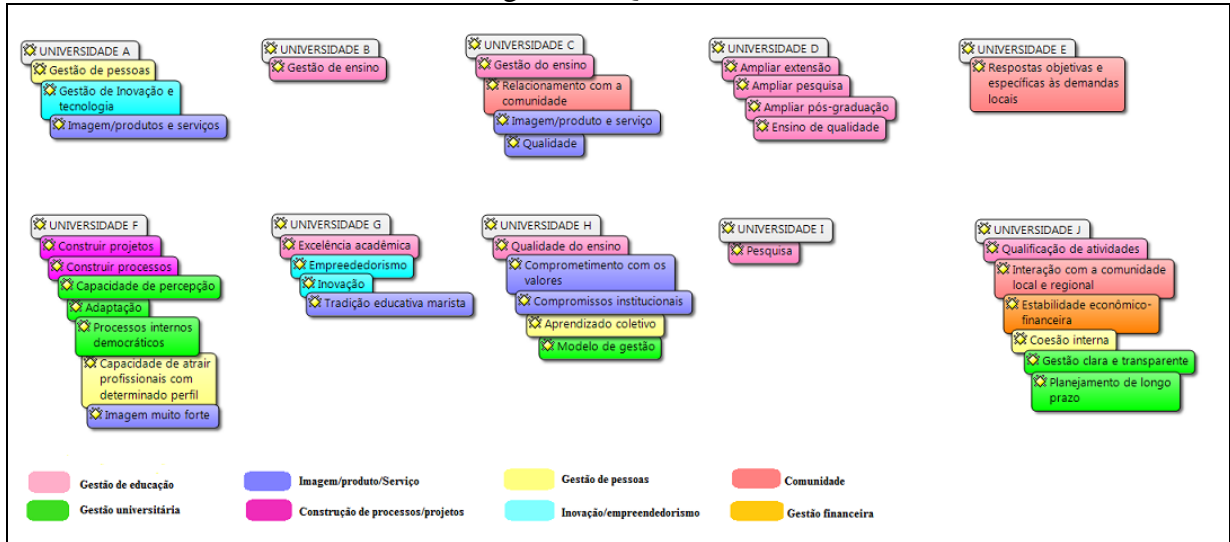 UNIVERSIDADE A
Gestão de pessoas
Gestão de Inovação e
tecnologia
Imagem/produtos e serviços
UNIVERSIDADE B
Gestão de ensino
UNIVERSIDADE C
Gestão do ensino
Relacionamento com a
comunidade
Imagem/produto e serviço
Qualidade
UNIVERSIDADE D
Ampliar extensão
Ampliar pesquisa
Ampliar pós-graduação
Ensino de qualidade
UNIVERSIDADE E
Respostas objetivas e
específicas às demandas
locais
UNIVERSIDADE F
Construir projetos
Construir processos
Capacidade de percepção
Adaptação
Processos internos
democráticos
Capacidade de atrair
profissionais com
determinado perfil
Imagem muito forte
UNIVERSIDADE G
Excelência acadêmica
Empreededorismo
Inovação
Tradição educativa marista
UNIVERSIDADE H
Qualidade do ensino
Comprometimento com os
valores
Compromissos institucionais
Aprendizado coletivo
Modelo de gestão
UNIVERSIDADE I
Pesquisa
UNIVERSIDADE J
Qualificação de atividades
Interação com a comunidade
local e regional
Estabilidade econômico-
financeira
Coesão interna
Gestão clara e transparente
Planejamento de longo
prazo
Gestão de educação
Imagem/produto/Serviço
Gestão de pessoas
Comunidade
Gestão universitária
Construção de processos/projetos
Inovação/empreendedorismo
Gestão financeira